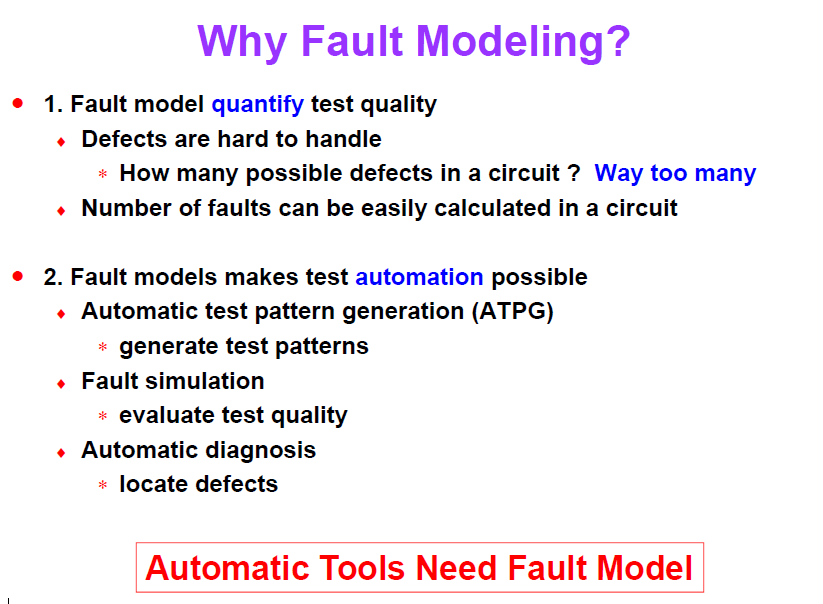 Why Fault Modeling?
• 1. Fault model quantify test quality
♦ Defects are hard to handle
* How many possible defects in a circuit ? Way too many
♦ Number of faults can be easily calculated in a circuit
• 2. Fault models makes test automation possible
♦ Automatic test pattern generation (ATPG)
* generate test patterns
♦ Fault simulation
* evaluate test quality
♦ Automatic diagnosis
* locate defects
Automatic Tools Need Fault Model